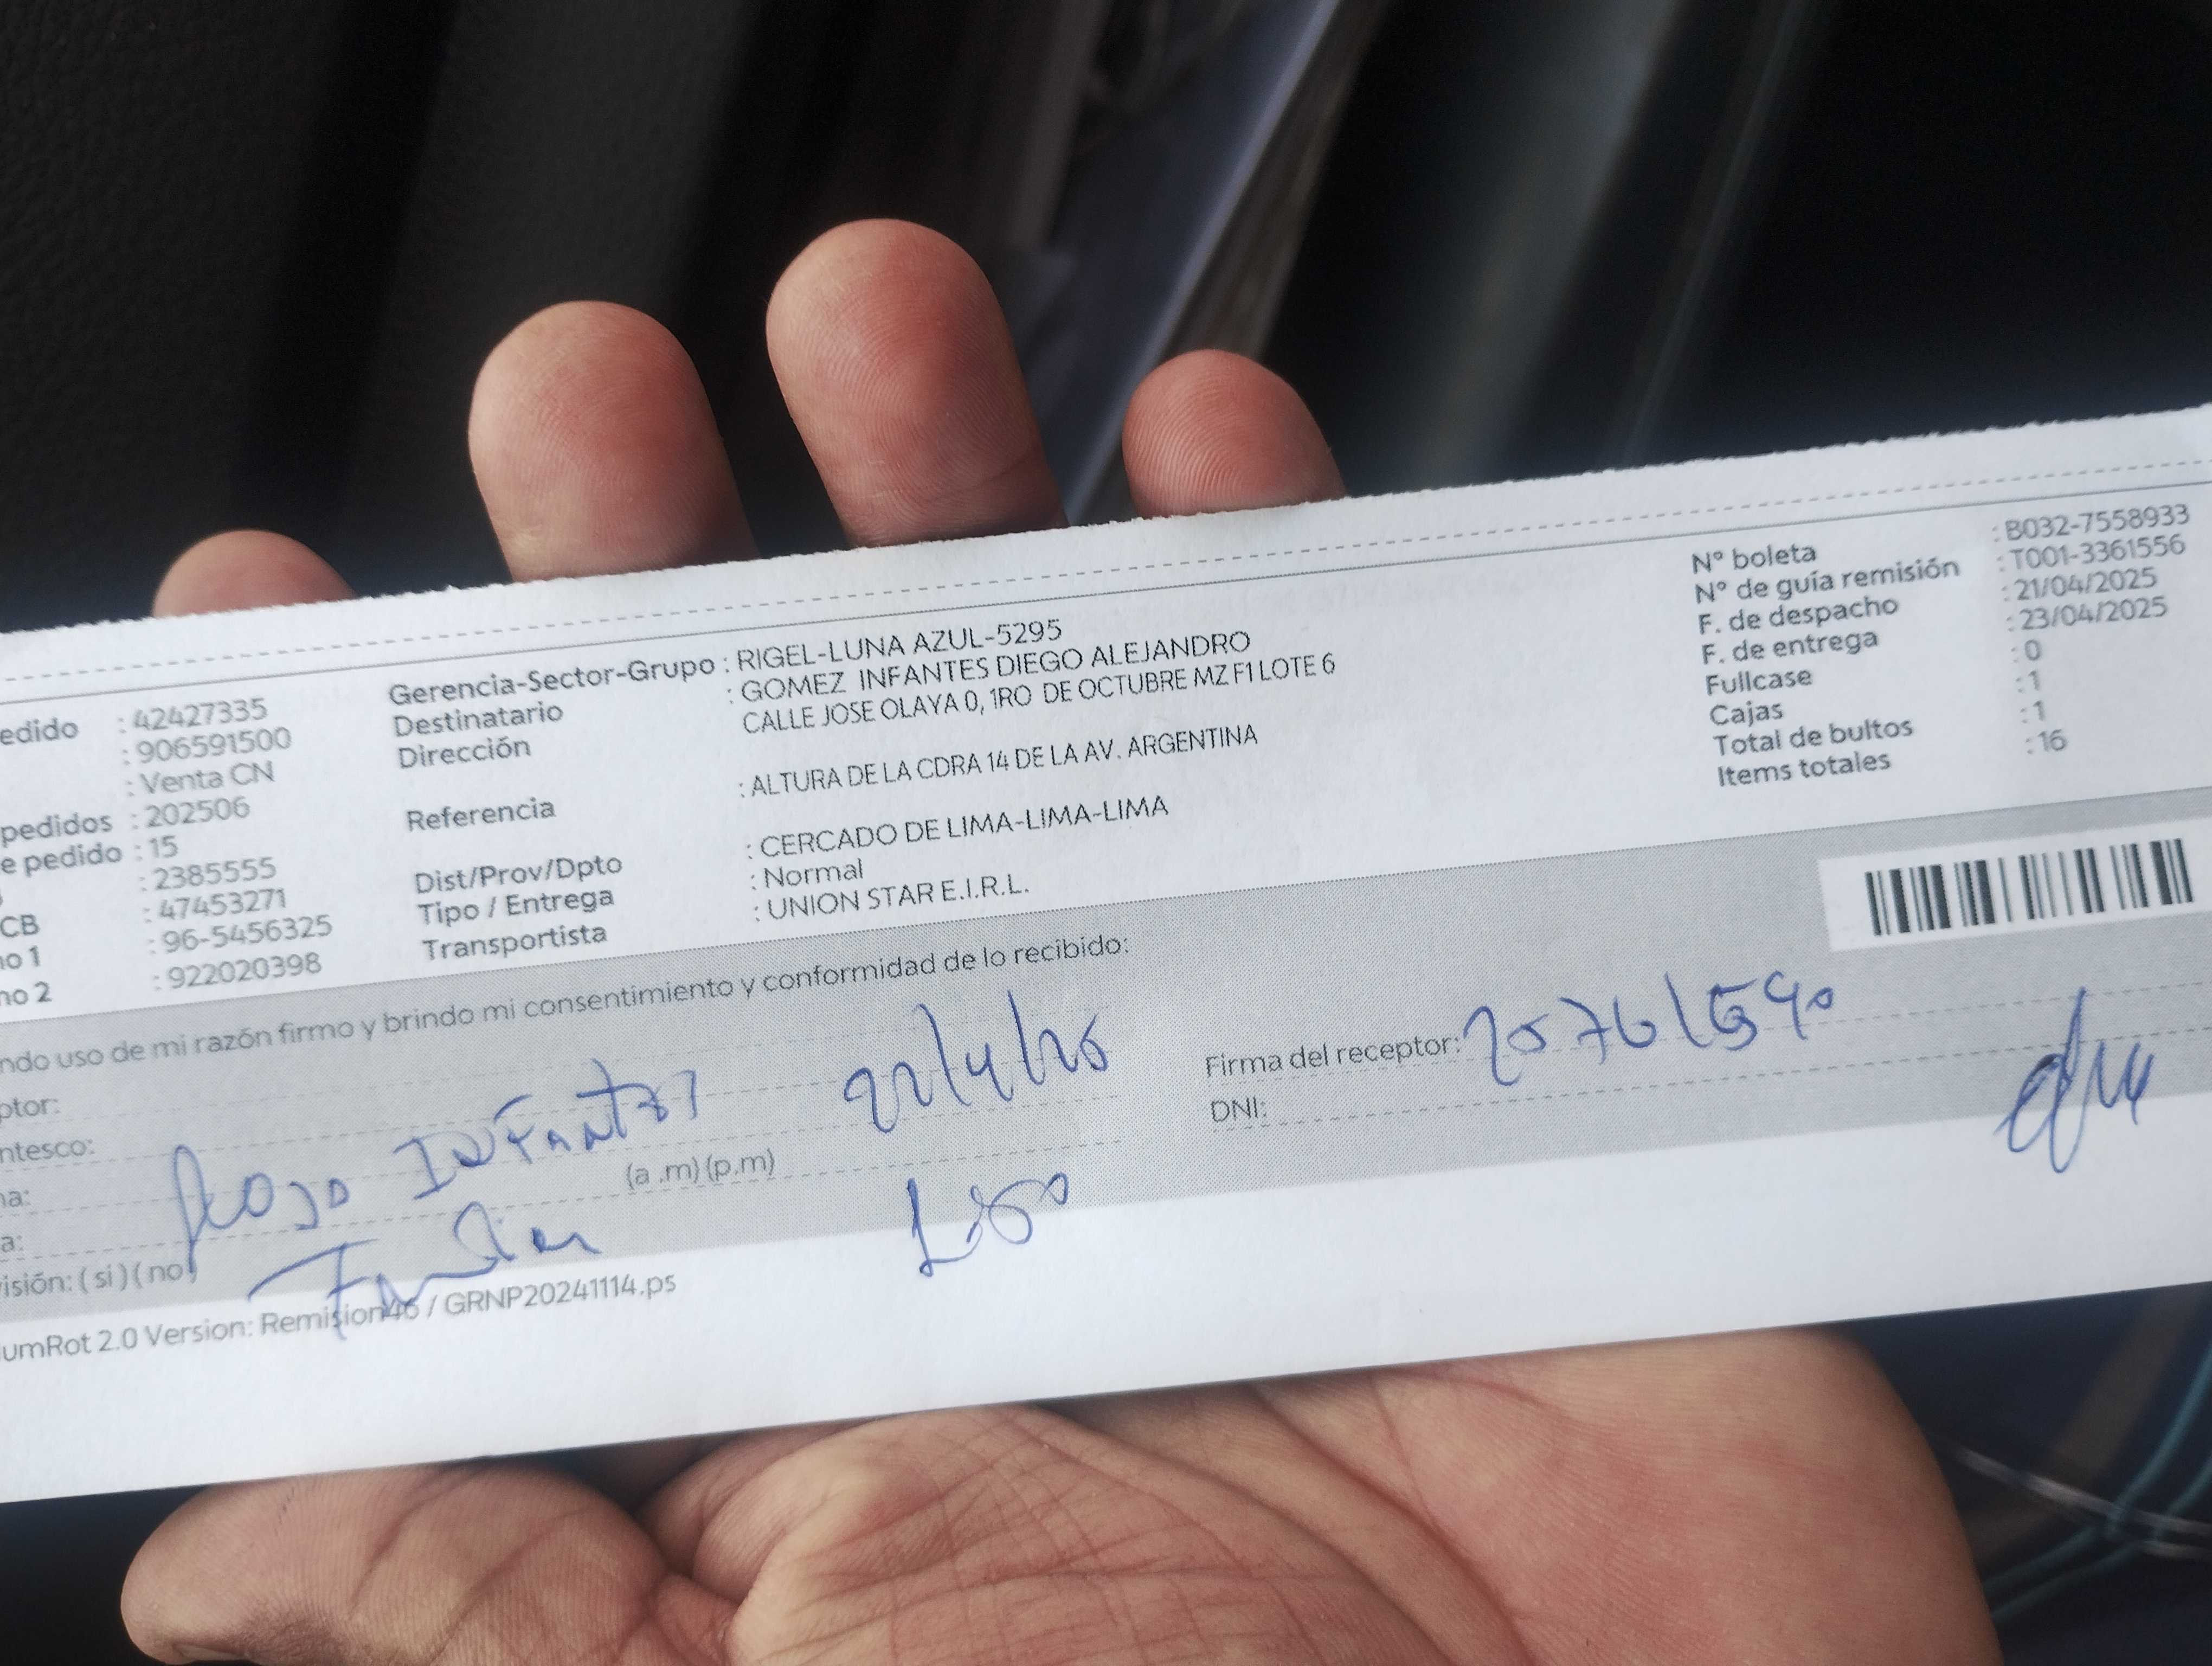 edido : 42427335
: 906591500
: Venta CN
pedidos : 202506
e pedido : 15
: 2385555
CB : 47453271
no 1 : 96-5456325
no 2 : 922020398
Gerencia-Sector-Grupo : RIGEL-LUNA AZUL-5295
Destinatario : GOMEZ INFANTES DIEGO ALEJANDRO
Dirección CALLE JOSE OLAYA 0, 1RO DE OCTUBRE MZ F1 LOTE 6
Referencia : ALTURA DE LA CDRA 14 DE LA AV. ARGENTINA
Dist/Prov/Dpto : CERCADO DE LIMA-LIMA-LIMA
Tipo / Entrega : Normal
Transportista : UNION STAR E.I.R.L.
N° boleta : B032-7558933
N° de guía remisión : T001-3361556
F. de despacho : 21/04/2025
F. de entrega : 23/04/2025
Fullcase : 0
Cajas : 1
Total de bultos : 1
Items totales : 16
ndo uso de mi razón firmo y brindo mi consentimiento y conformidad de lo recibido:
ptor:
ntesco:
na:
a: (a .m) (p.m)
visión: ( si ) ( no )
Infantes
22/4/25
Firma del receptor:
DNI:
umRot 2.0 Version: Remision46 / GRNP20241114.ps